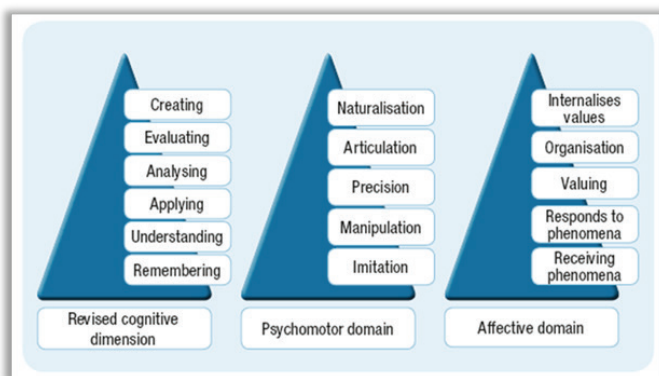 Creating
Evaluating
Analysing
Applying
Understanding
Remembering
Revised cognitive
dimension
Naturalisation
Articulation
Precision
Manipulation
Imitation
Psychomotor domain
Internalises
values
Organisation
Valuing
Responds to
phenomena
Receiving
phenomena
Affective domain